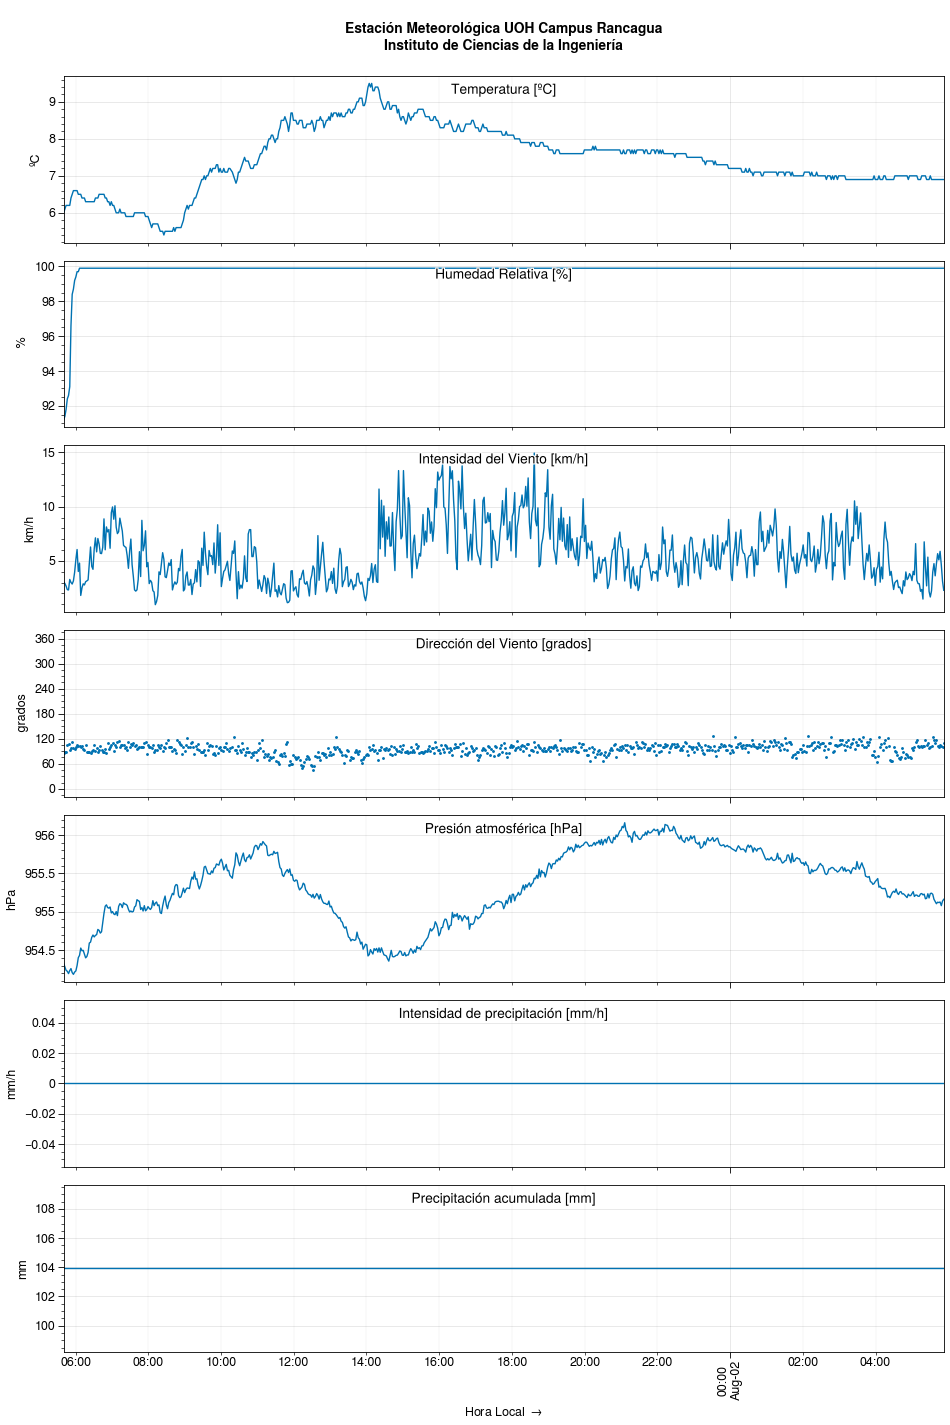 Estación Meteorológica UOH Campus Rancagua
Instituto de Ciencias de la Ingeniería
Temperatura [ºC]
ºC
9
8
7
6
Humedad Relativa [%]
%
100
98
96
94
92
Intensidad del Viento [km/h]
km/h
15
10
5
Dirección del Viento [grados]
grados
360
300
240
180
120
60
0
Presión atmosférica [hPa]
hPa
956
955.5
955
954.5
Intensidad de precipitación [mm/h]
mm/h
0.04
0.02
0
−0.02
−0.04
Precipitación acumulada [mm]
mm
108
106
104
102
100
06:00 08:00 10:00 12:00 14:00 16:00 18:00 20:00 22:00 00:00 02:00 04:00
Aug-02
Hora Local →